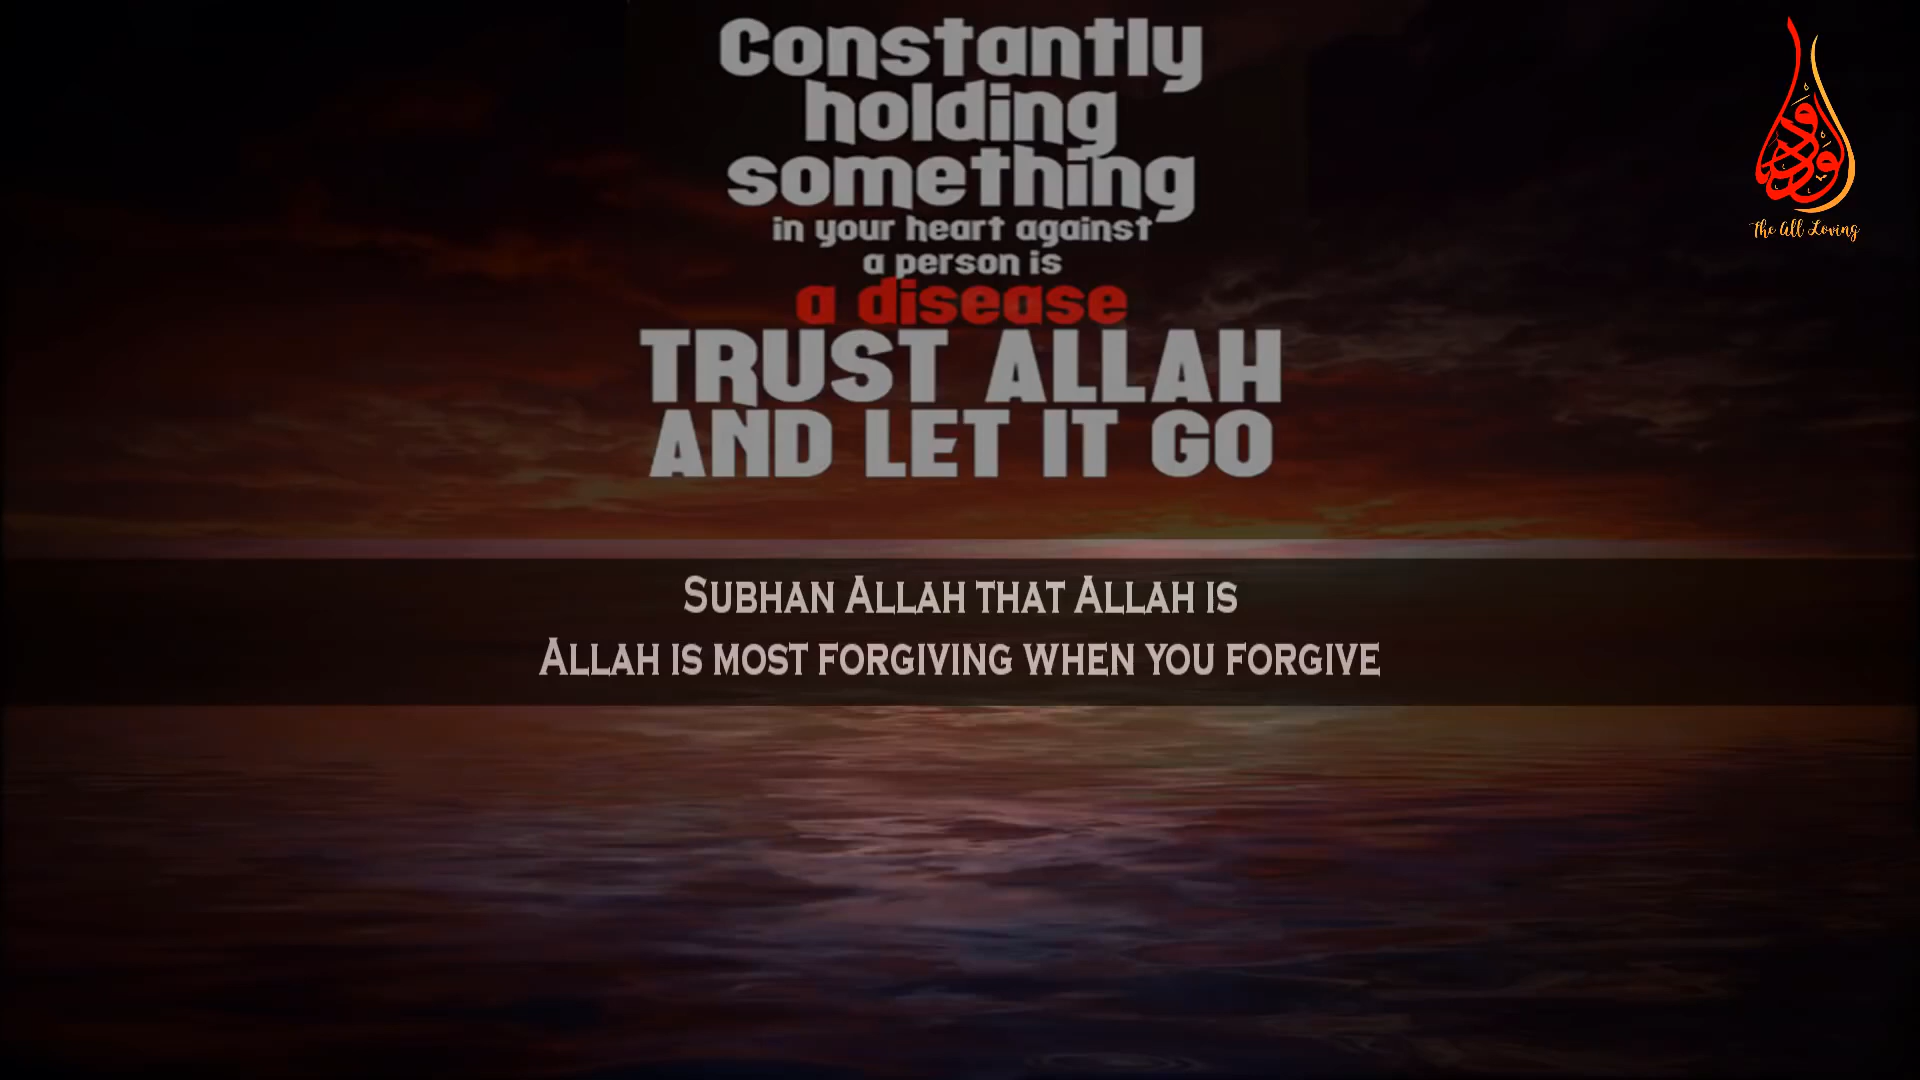 Constantly
holding
something
in your heart against
a person is
a disease
TRUST ALLAH
AND LET IT GO
The All Loving
SUBHAN ALLAH THAT ALLAH IS
ALLAH IS MOST FORGIVING WHEN YOU FORGIVE